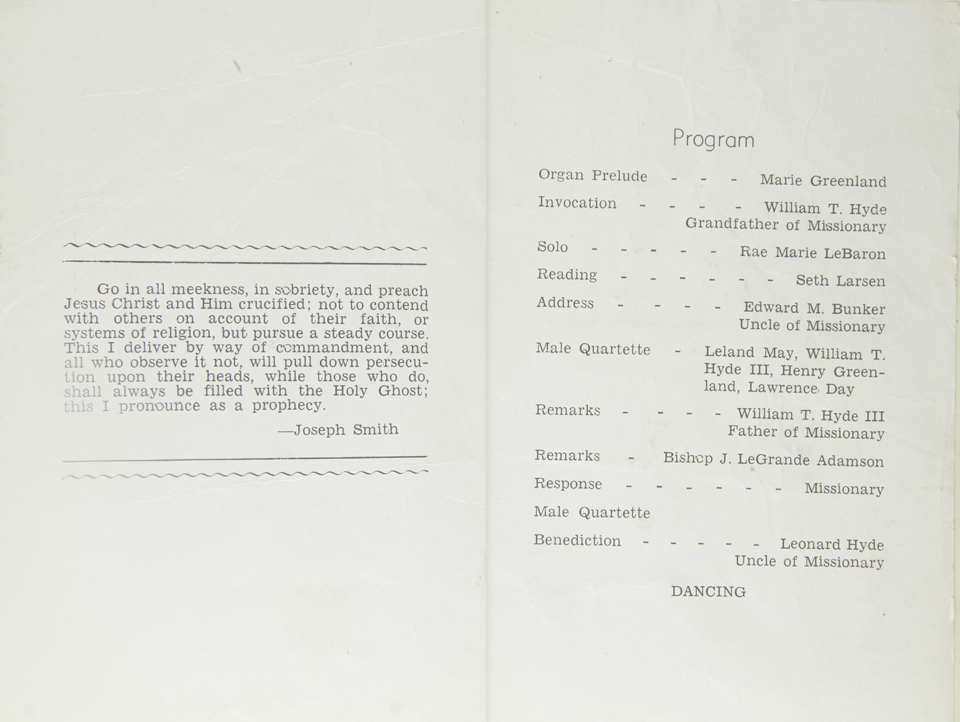 Go in all meekness, in sobriety, and preach
Jesus Christ and Him crucified; not to contend
with others on account of their faith, or
systems of religion, but pursue a steady course.
This I deliver by way of commandment, and
all who observe it not, will pull down persecu-
tion upon their heads, while those who do,
shall always be filled with the Holy Ghost;
this I pronounce as a prophecy.
—Joseph Smith
Program
Organ Prelude - - - Marie Greenland
Invocation - - - - William T. Hyde
Grandfather of Missionary
Solo - - - - - Rae Marie LeBaron
Reading - - - - - - Seth Larsen
Address - - - - Edward M. Bunker
Uncle of Missionary
Male Quartette - Leland May, William T.
Hyde III, Henry Green-
land, Lawrence Day
Remarks - - - - William T. Hyde III
Father of Missionary
Remarks - Bishop J. LeGrande Adamson
Response - - - - - - Missionary
Male Quartette
Benediction - - - - - Leonard Hyde
Uncle of Missionary
DANCING